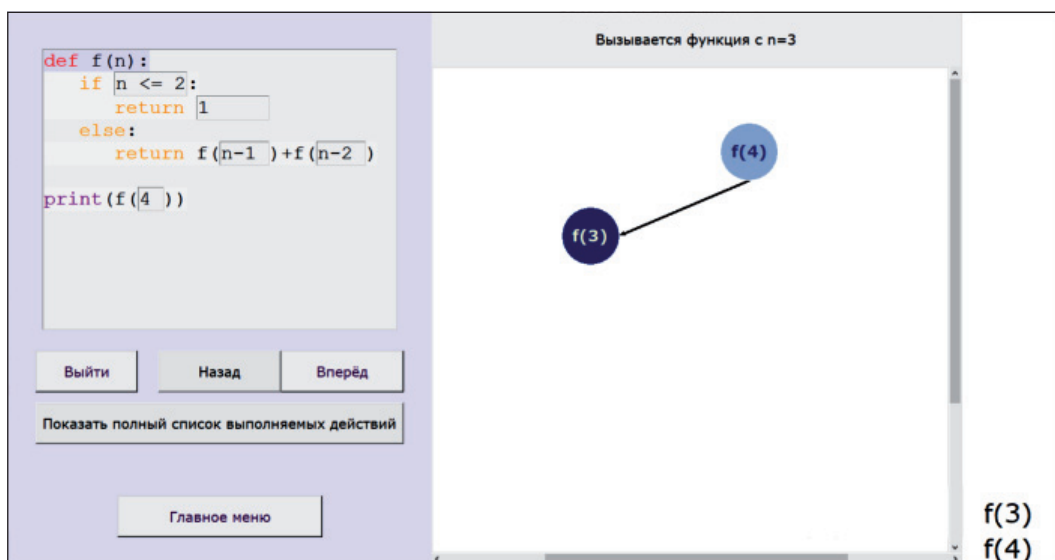 def f(n):
if n <= 2:
return 1
else:
return f(n-1 )+f(n-2 )
print(f(4 ))
Выйти
Назад
Вперёд
Показать полный список выполняемых действий
Главное меню
Вызывается функция с n=3
f(4)
f(3)
f(3)
f(4)